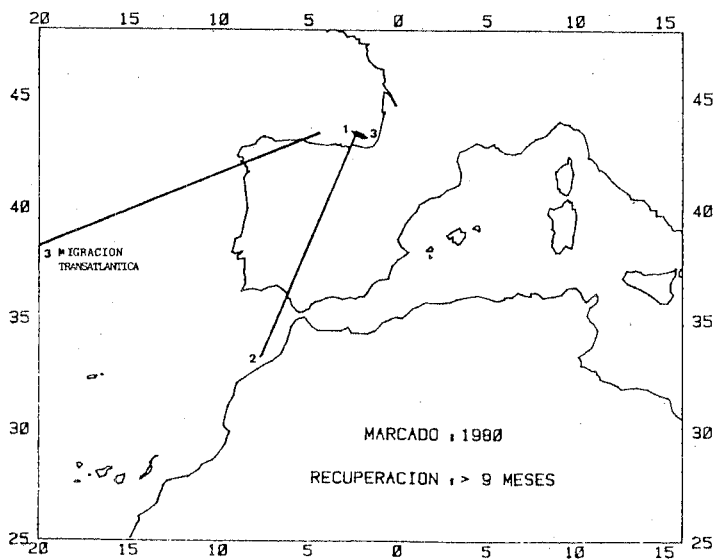 20 15 10 5 0 5 10 15
45 45
1 3
40 40
3 MIGRACION
TRANSATLANTICA
35 35
2
30 MARCADO : 1980 30
RECUPERACION : > 9 MESES
25 25
20 15 10 5 0 5 10 15